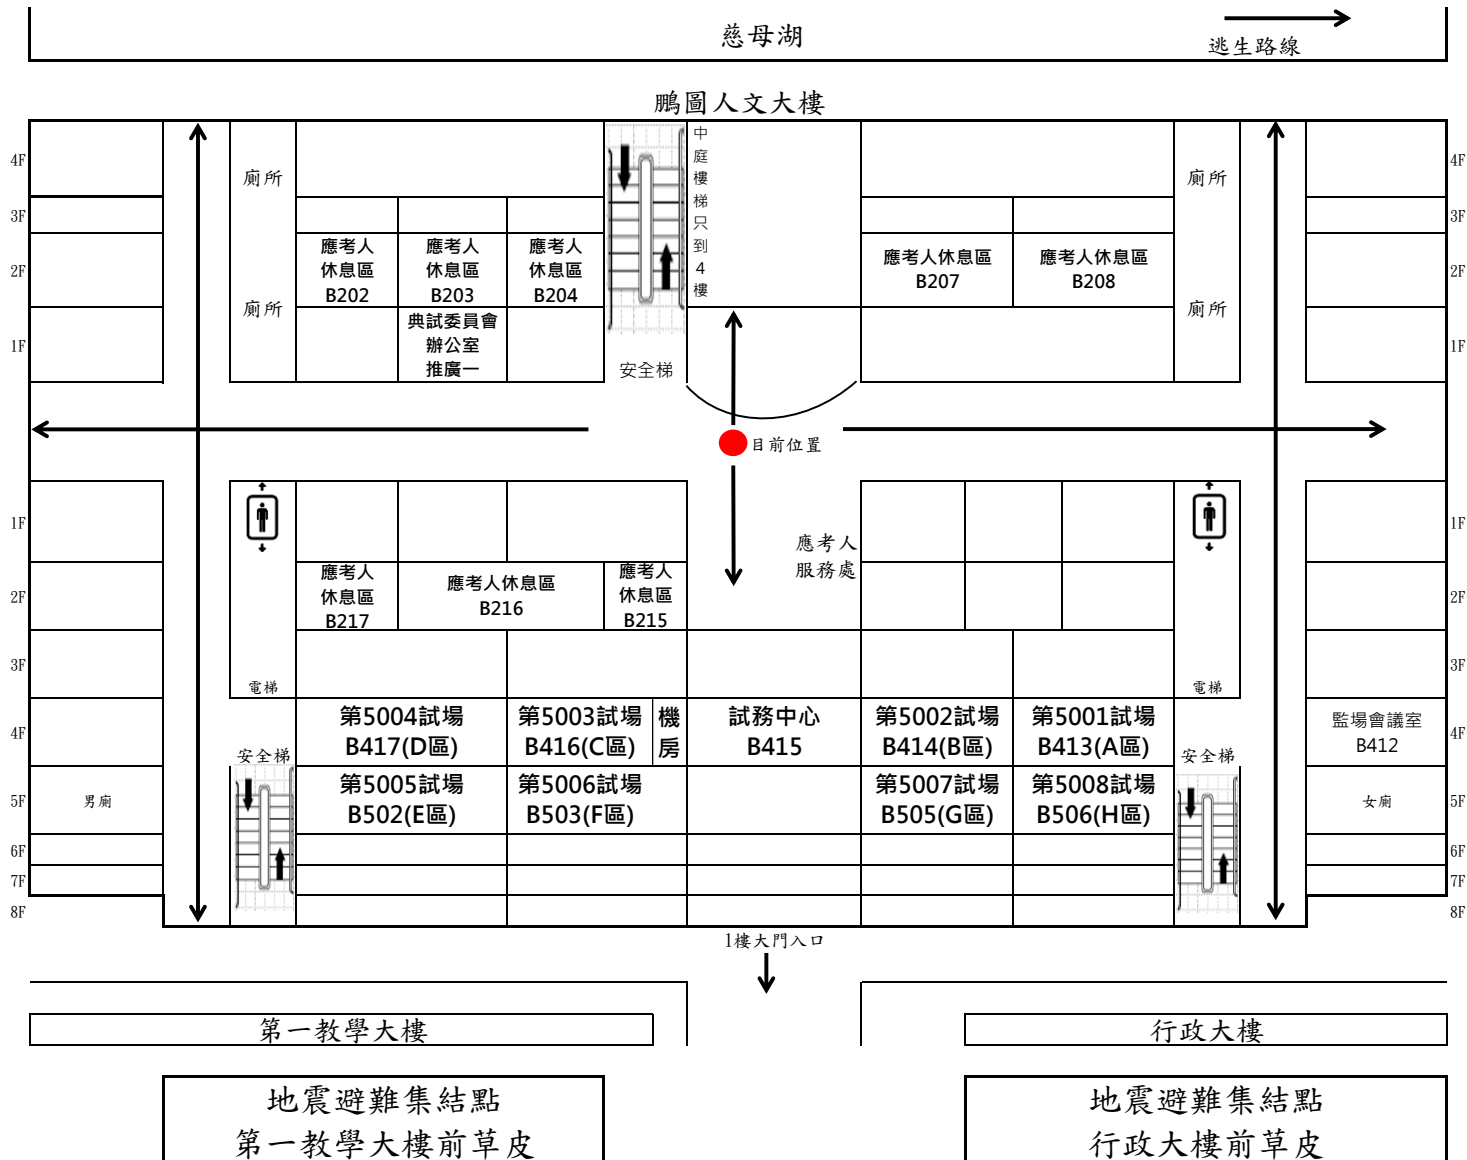 慈母湖
逃生路線
鵬圖人文大樓
中庭樓梯只到4樓
4F
廁所
廁所
4F
3F
3F
2F
應考人
休息區
B202
應考人
休息區
B203
應考人
休息區
B204
應考人休息區
B207
應考人休息區
B208
2F
廁所
廁所
1F
典試委員會
辦公室
推廣一
安全梯
1F
目前位置
1F
應考人
服務處
1F
2F
應考人
休息區
B217
應考人休息區
B216
應考人
休息區
B215
2F
3F
電梯
電梯
3F
4F
安全梯
第5004試場
B417(D區)
第5003試場
B416(C區)
機房
試務中心
B415
第5002試場
B414(B區)
第5001試場
B413(A區)
安全梯
監場會議室
B412
4F
5F
男廁
第5005試場
B502(E區)
第5006試場
B503(F區)
第5007試場
B505(G區)
第5008試場
B506(H區)
女廁
5F
6F
6F
7F
7F
8F
8F
1樓大門入口
第一教學大樓
行政大樓
地震避難集結點
第一教學大樓前草皮
地震避難集結點
行政大樓前草皮